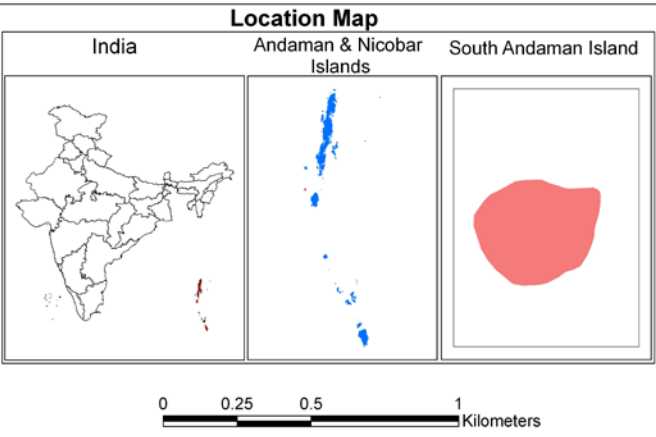 Location Map
India
Andaman & Nicobar
Islands
South Andaman Island
0 0.25 0.5 1
Kilometers